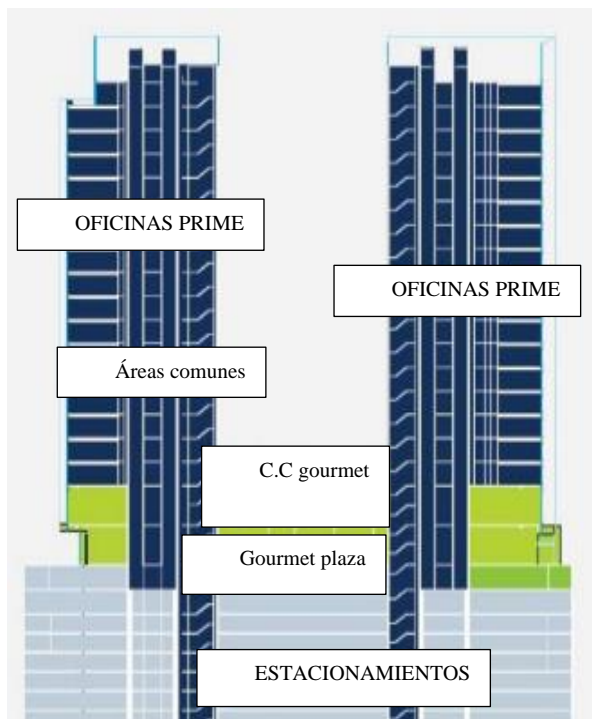 OFICINAS PRIME
OFICINAS PRIME
Áreas comunes
C.C gourmet
Gourmet plaza
ESTACIONAMIENTOS